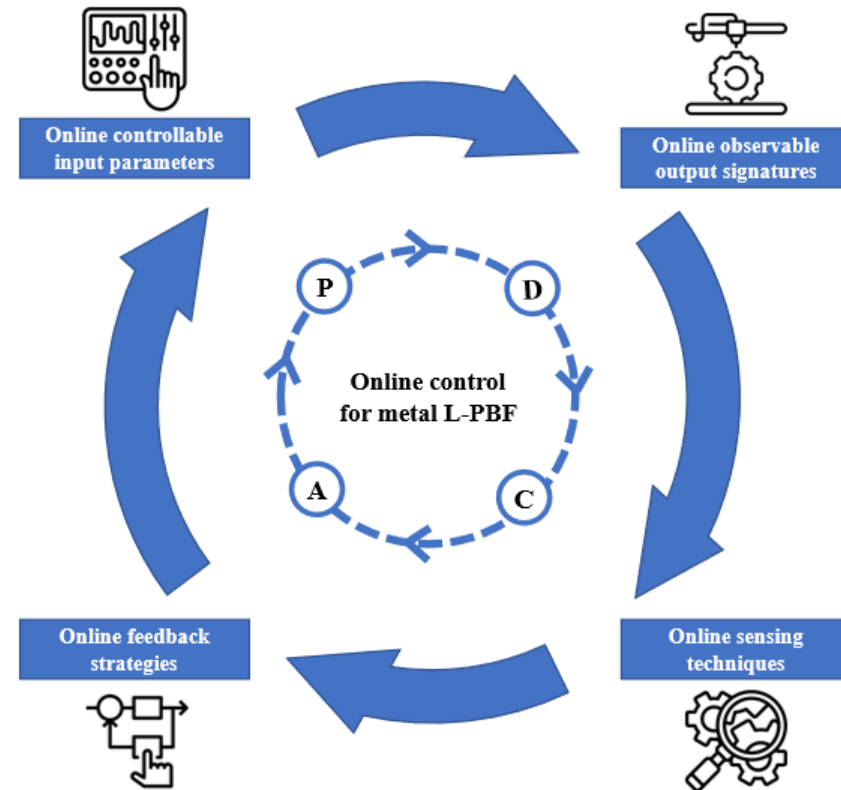 Online controllable
input parameters
Online observable
output signatures
P
D
Online control
for metal L-PBF
A
C
Online feedback
strategies
Online sensing
techniques